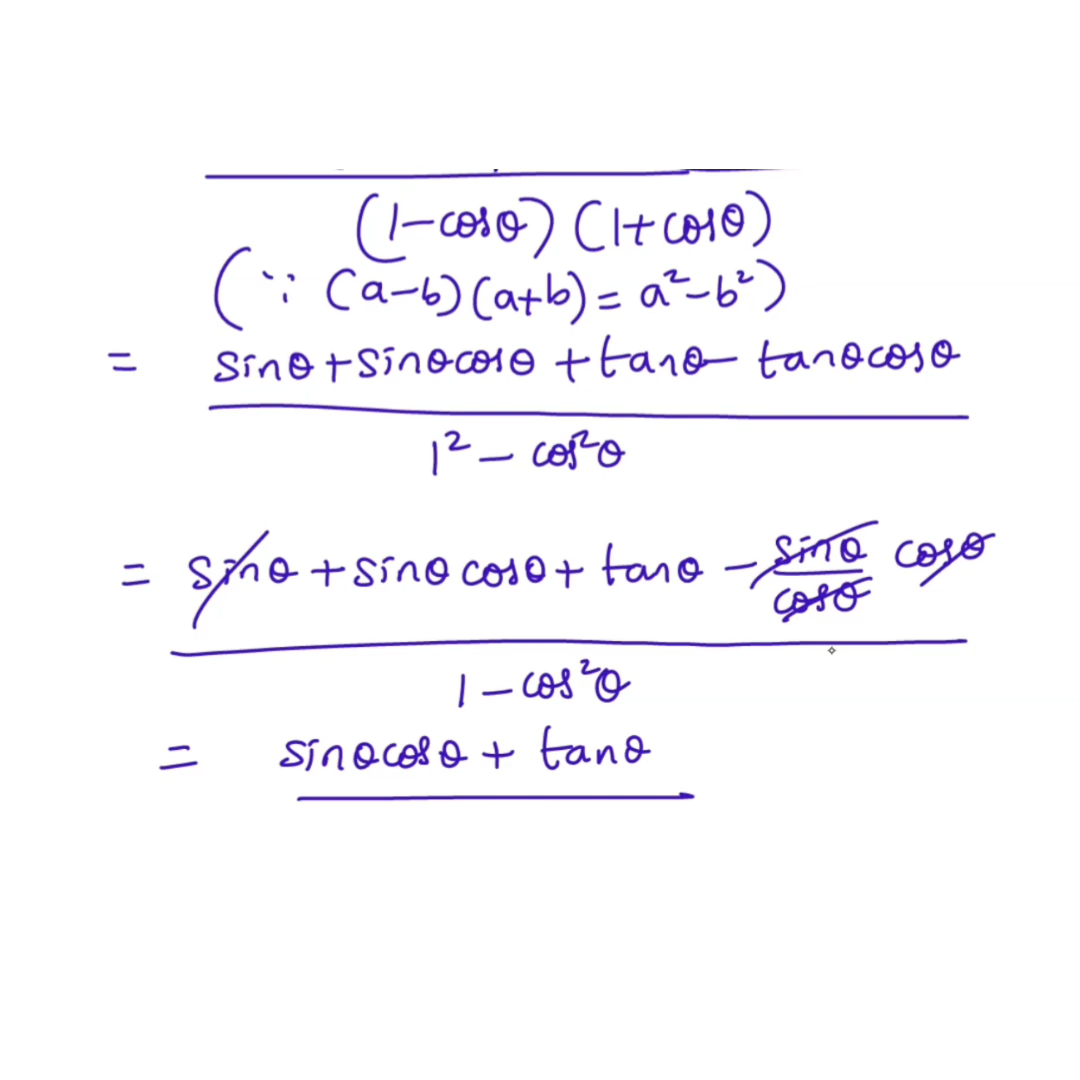 (1-cosθ) (1+cosθ)
(∵ (a-b) (a+b) = a²-b²)
= sinθ+sinθcosθ +tanθ- tanθcosθ
1² - cos²θ
= sinθ +sinθ cosθ+ tanθ - sinθ/cosθ cosθ
1 - cos²θ
= sinθcosθ + tanθ